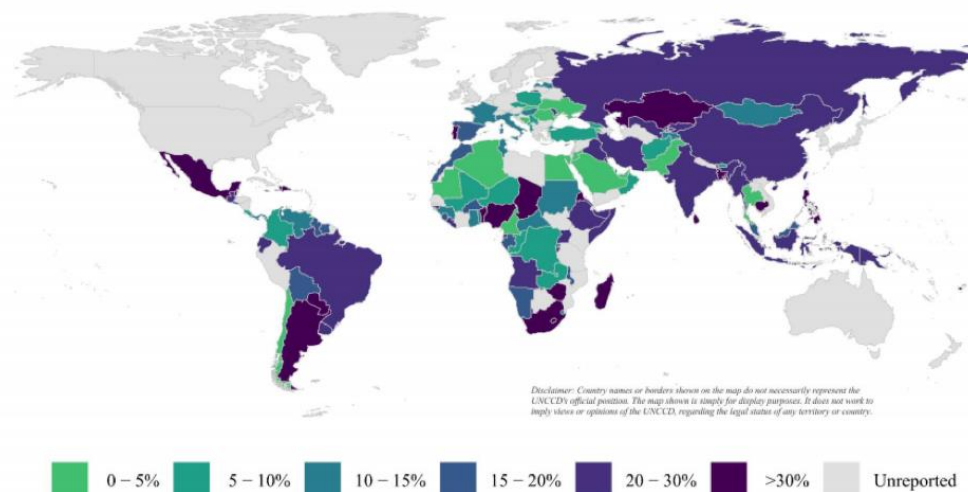 Disclaimer: Country names or borders shown on the map do not necessarily represent the
UNCCD's official position. The map shown is simply for display purposes. It does not work to
imply views or opinions of the UNCCD, regarding the legal status of any territory or country.
0 – 5% 5 – 10% 10 – 15% 15 – 20% 20 – 30% >30% Unreported